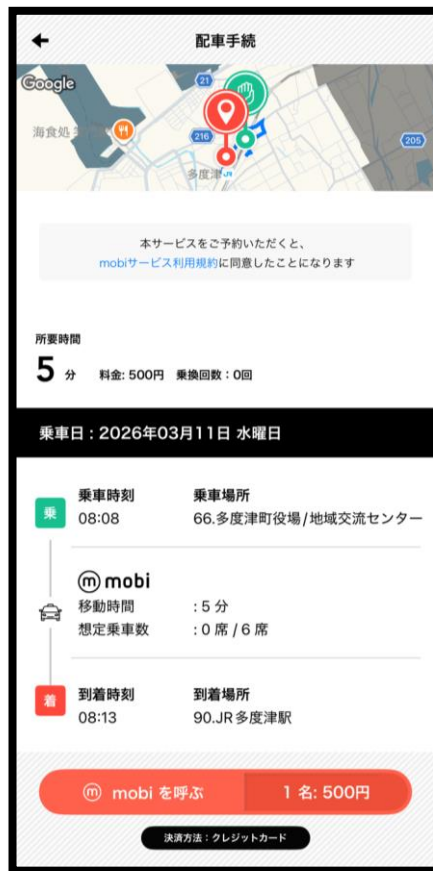 配車手続
Google
21
海食処
216
205
多度津
JR
本サービスをご予約いただくと、
mobiサービス利用規約に同意したことになります
所要時間
5 分 料金: 500円 乗換回数：0回
乗車日 : 2026年03月11日 水曜日
乗車時刻 乗車場所
乗
08:08 66.多度津町役場/地域交流センター
m mobi
移動時間 : 5 分
想定乗車数 : 0 席 / 6 席
到着時刻 到着場所
着
08:13 90.JR多度津駅
m mobi を呼ぶ 1 名: 500円
決済方法：クレジットカード